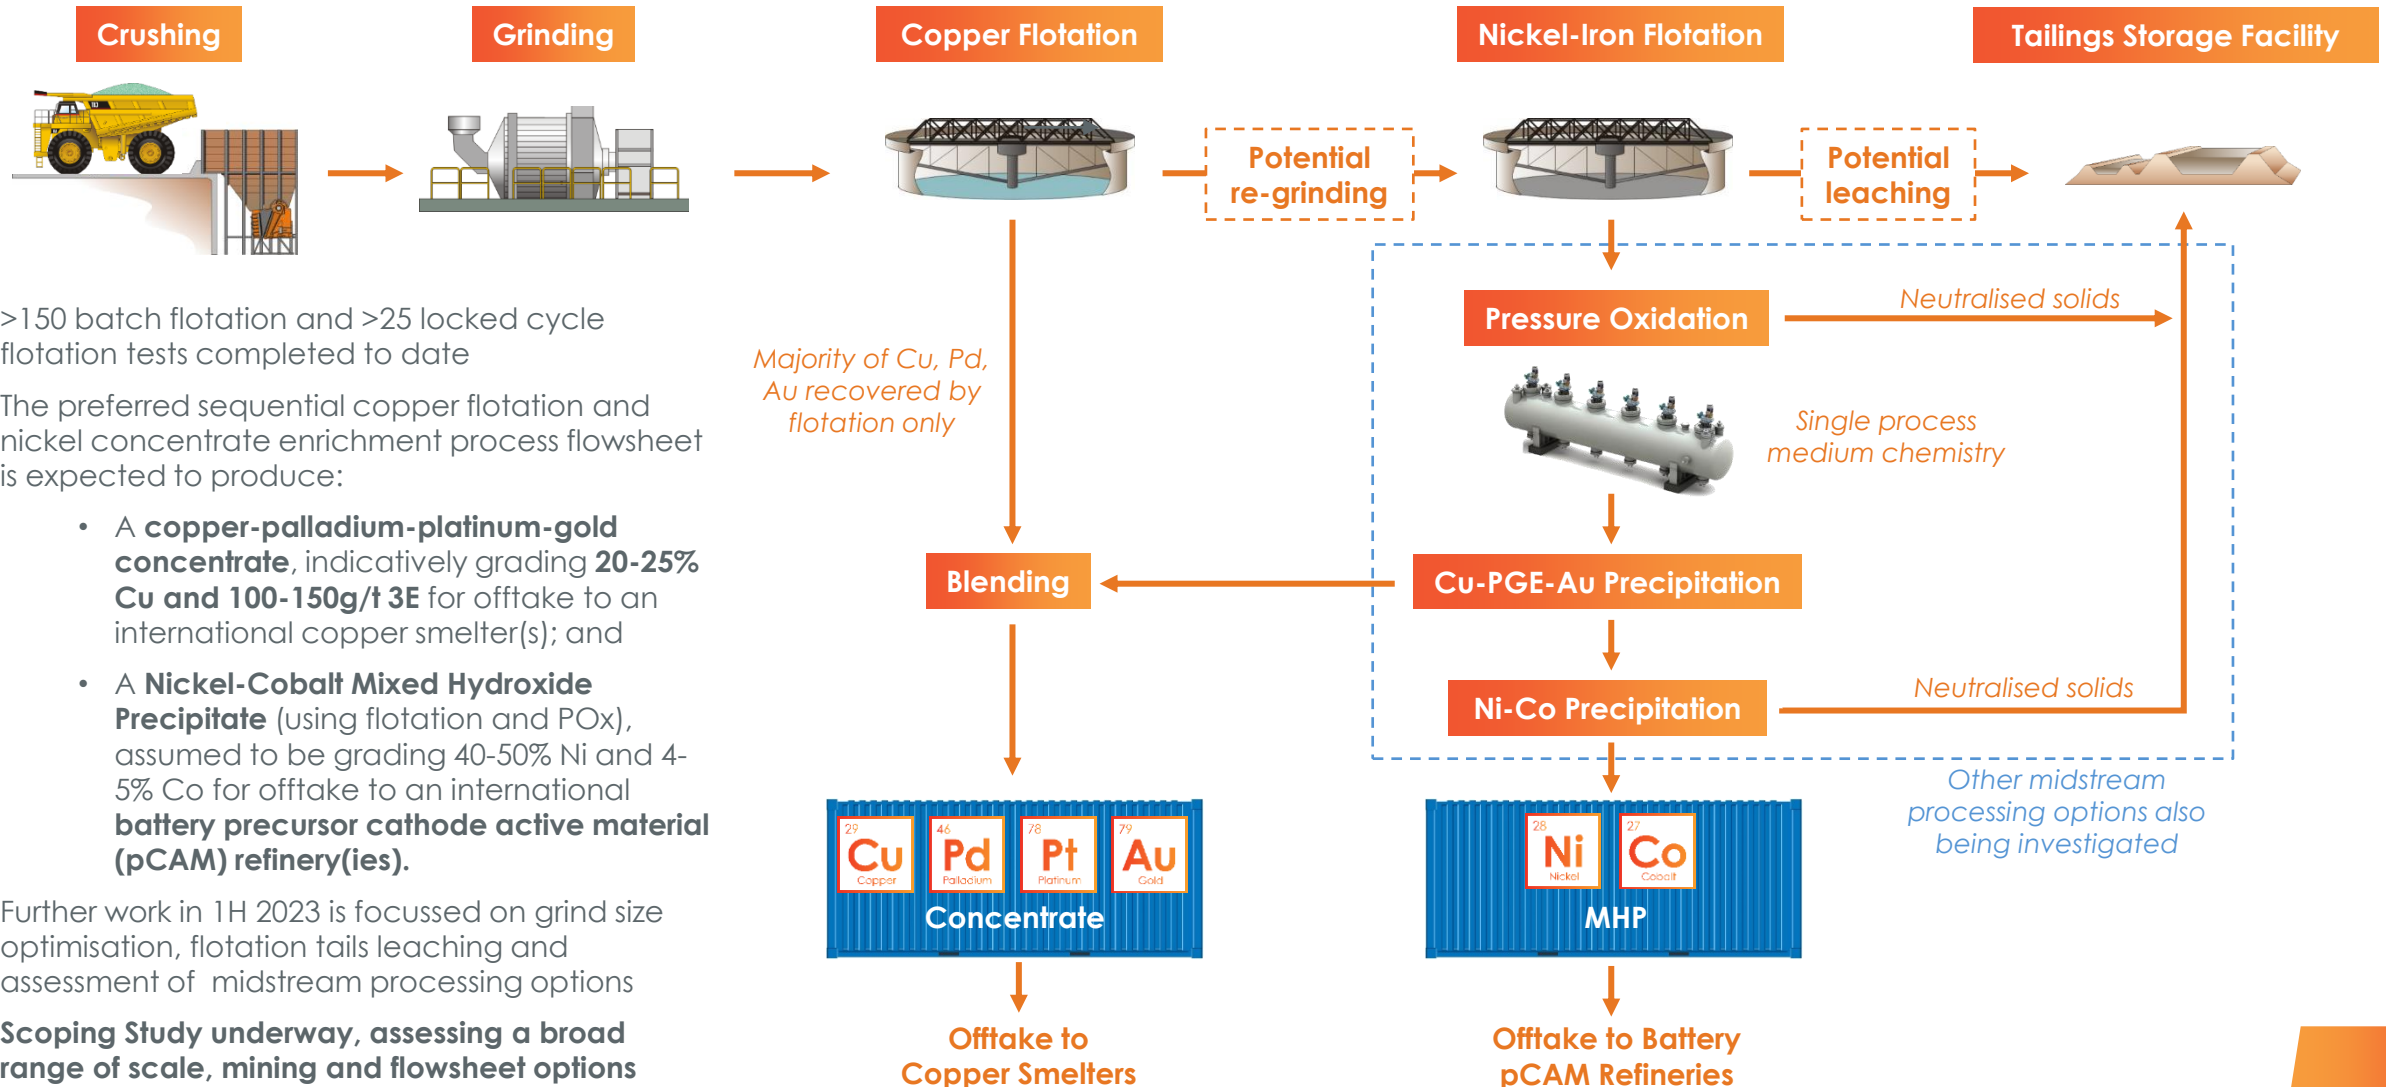 Crushing
Grinding
Copper Flotation
Nickel-Iron Flotation
Tailings Storage Facility
Potential
re-grinding
Potential
leaching
>150 batch flotation and >25 locked cycle
flotation tests completed to date
The preferred sequential copper flotation and
nickel concentrate enrichment process flowsheet
is expected to produce:
• A copper-palladium-platinum-gold
concentrate, indicatively grading 20-25%
Cu and 100-150g/t 3E for offtake to an
international copper smelter(s); and
• A Nickel-Cobalt Mixed Hydroxide
Precipitate (using flotation and POx),
assumed to be grading 40-50% Ni and 4-
5% Co for offtake to an international
battery precursor cathode active material
(pCAM) refinery(ies).
Further work in 1H 2023 is focussed on grind size
optimisation, flotation tails leaching and
assessment of  midstream processing options
Scoping Study underway, assessing a broad
range of scale, mining and flowsheet options
Majority of Cu, Pd,
Au recovered by
flotation only
Pressure Oxidation
Neutralised solids
Single process
medium chemistry
Blending
Cu-PGE-Au Precipitation
Ni-Co Precipitation
Neutralised solids
Other midstream
processing options also
being investigated
29
Cu
Copper
46
Pd
Palladium
78
Pt
Platinum
79
Au
Gold
Concentrate
28
Ni
Nickel
27
Co
Cobalt
MHP
Offtake to
Copper Smelters
Offtake to Battery
pCAM Refineries